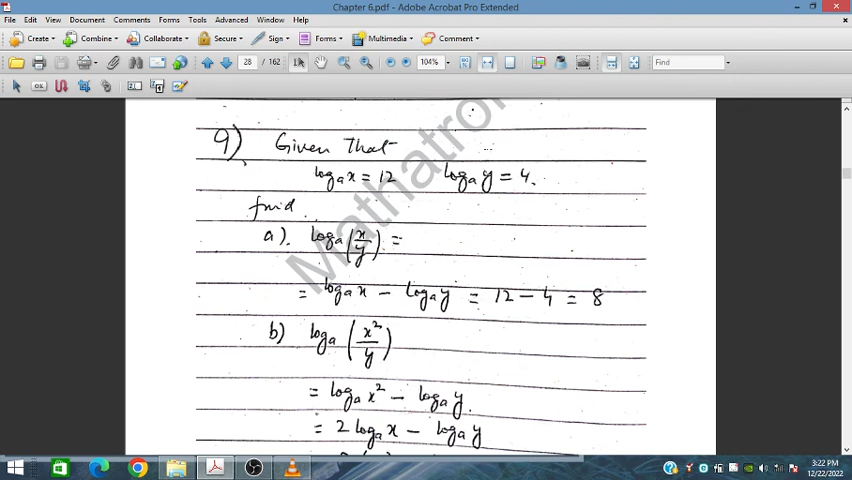 Chapter 6.pdf - Adobe Acrobat Pro Extended
File Edit View Document Comments Forms Tools Advanced Window Help
Create Combine Collaborate Secure Sign Forms Multimedia Comment
28 / 162 104% Find
Mathatron
9) Given That
logₐx = 12 logₐy = 4.
find
a). logₐ(x/y) =
= logₐx − logₐy = 12 − 4 = 8
b) logₐ(x²/y)
= logₐx² − logₐy.
= 2 logₐx − logₐy
3:22 PM
12/22/2022